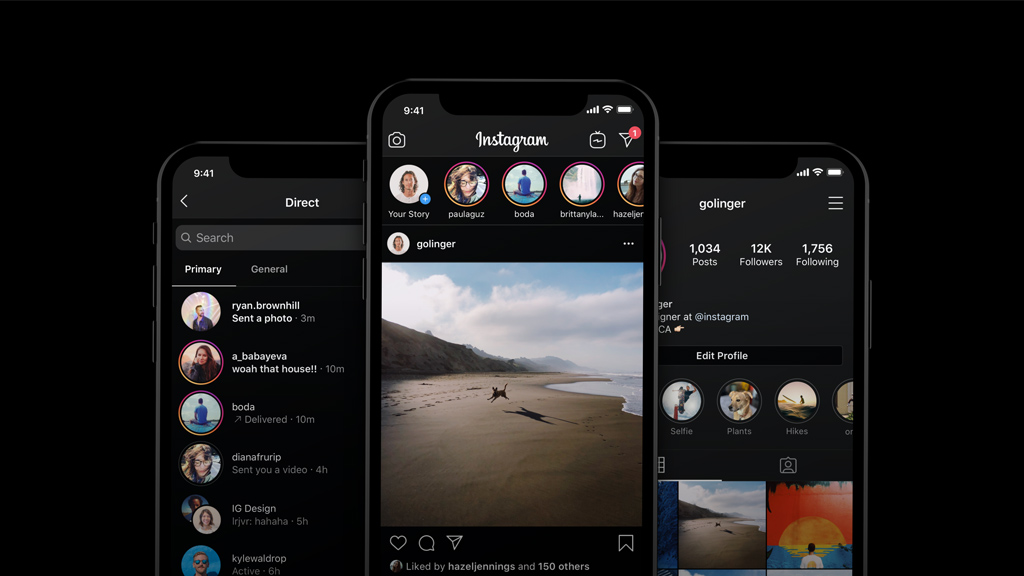 9:41
Direct
Search
Primary General
ryan.brownhill
Sent a photo · 3m
a_babayeva
woah that house!! · 10m
boda
Delivered · 10m
dianafrurip
Sent you a video · 4h
IG Design
lrjvr: hahaha · 5h
kylewaldrop
Active · 6h
9:41
Instagram
1
Your Story paulaguz boda brittanyla... hazeljer
golinger
Liked by hazeljennings and 150 others
golinger
1,034 12K 1,756
Posts Followers Following
ger
igner at @instagram
CA 👉🏻
Edit Profile
Selfie Plants Hikes or